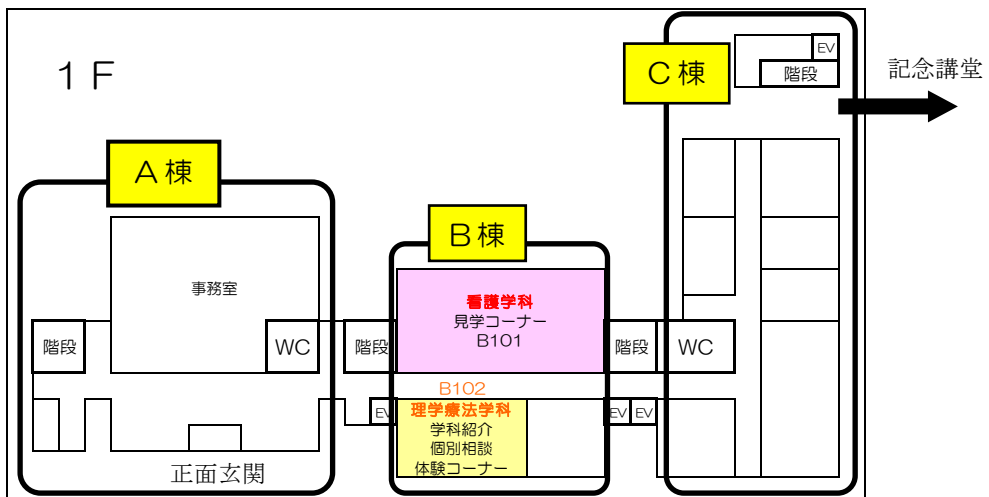 １Ｆ
Ｃ棟
EV
階段
記念講堂
Ａ棟
Ｂ棟
事務室
看護学科
見学コーナー
B101
階段
WC
階段
階段
WC
B102
EV
理学療法学科
EV
EV
学科紹介
個別相談
体験コーナー
正面玄関